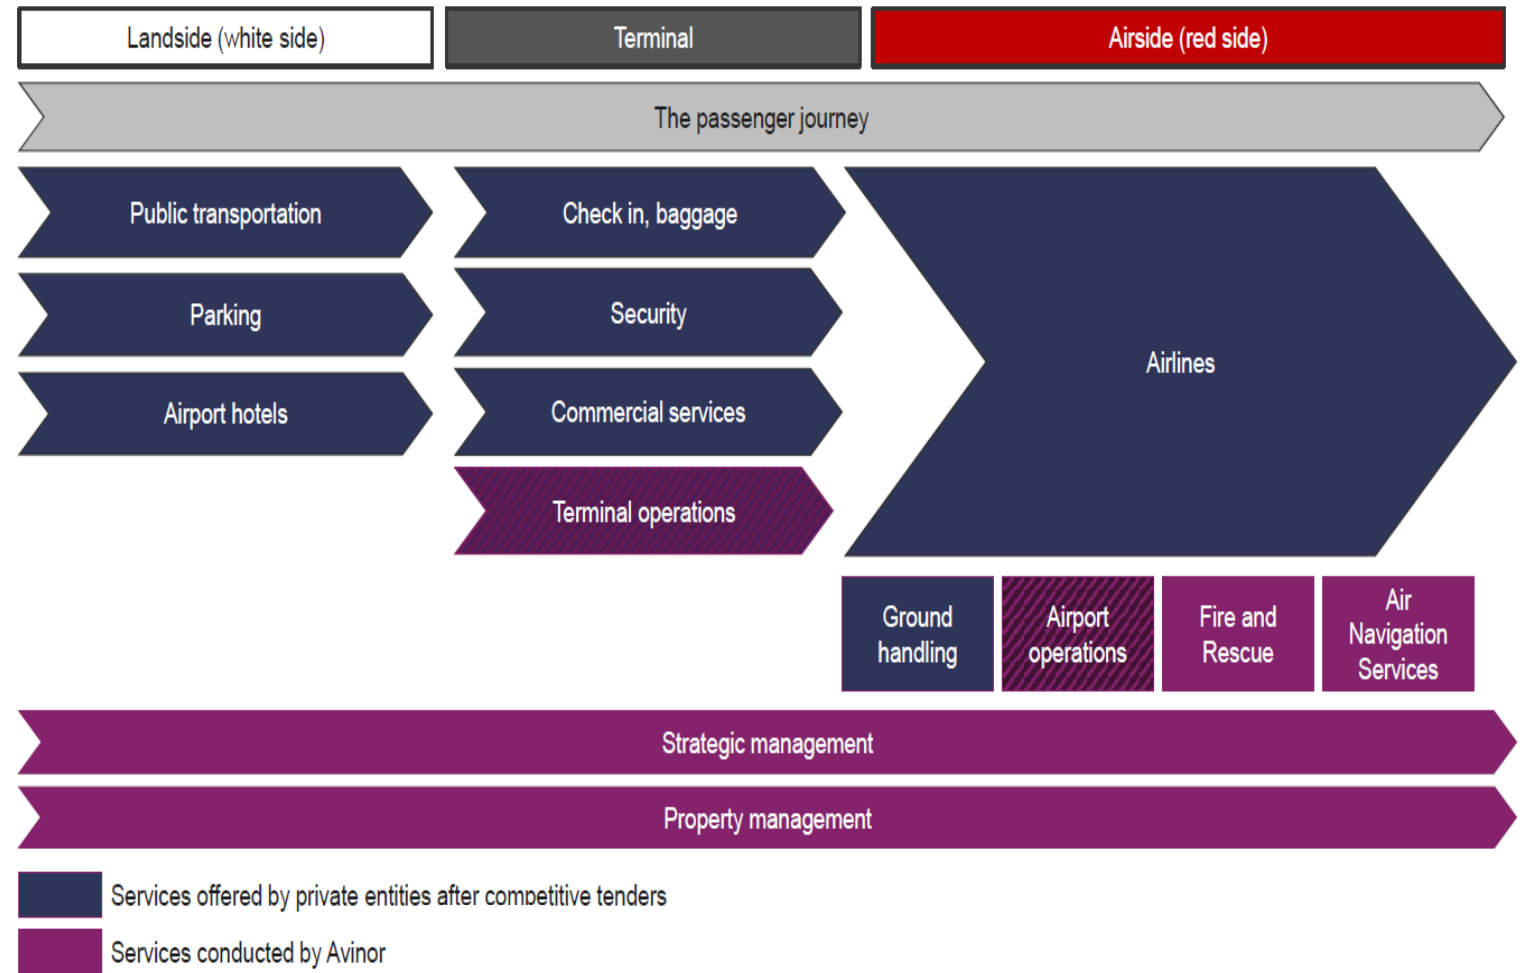 Landside (white side)
Terminal
Airside (red side)
The passenger journey
Public transportation
Check in, baggage
Parking
Security
Airlines
Airport hotels
Commercial services
Terminal operations
Ground
handling
Airport
operations
Fire and
Rescue
Air
Navigation
Services
Strategic management
Property management
Services offered by private entities after competitive tenders
Services conducted by Avinor